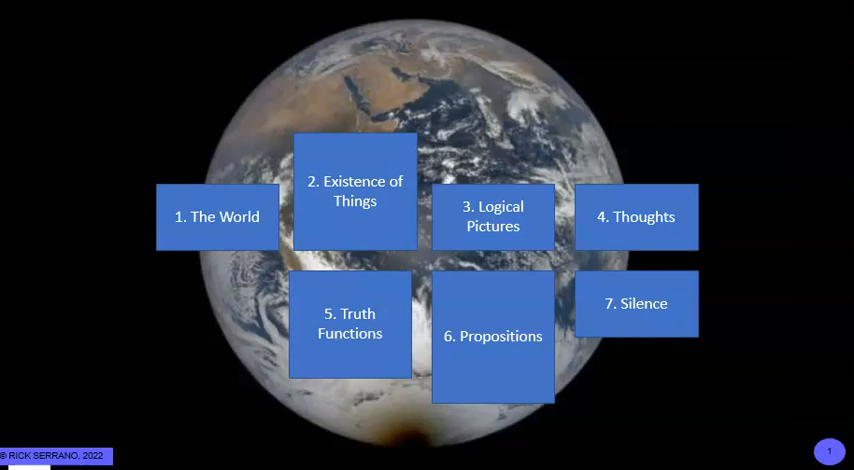 1. The World
2. Existence of
Things
3. Logical
Pictures
4. Thoughts
5. Truth
Functions
6. Propositions
7. Silence
© RICK SERRANO, 2022
1